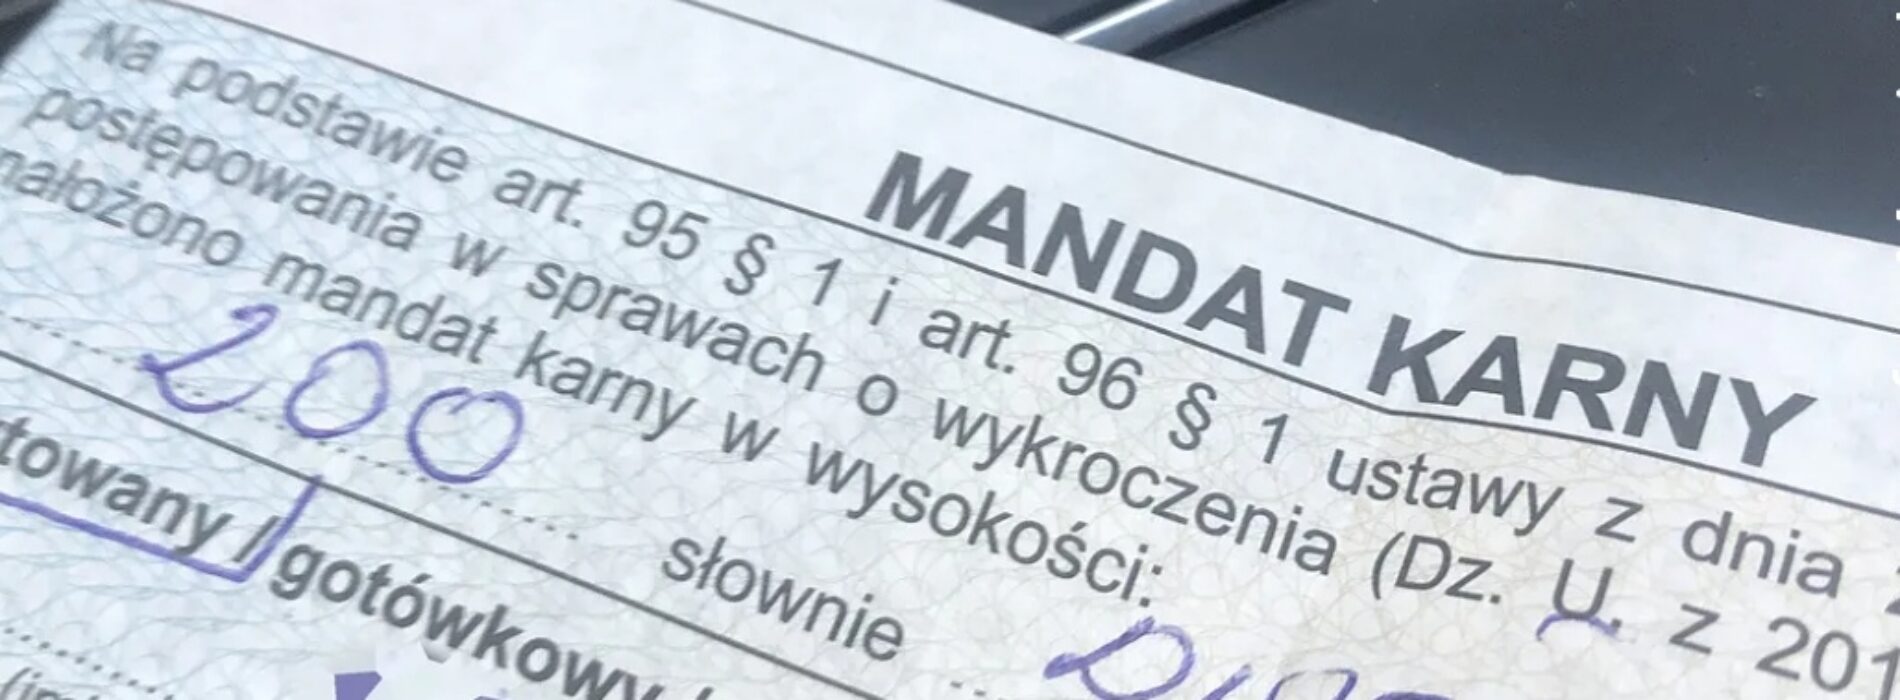 MANDAT KARNY
Na podstawie art. 95 § 1 i art. 96 § 1 ustawy z dnia
postępowania w sprawach o wykroczenia (Dz. U. z 201
nałożono mandat karny w wysokości:
200 słownie
towany / gotówkowy